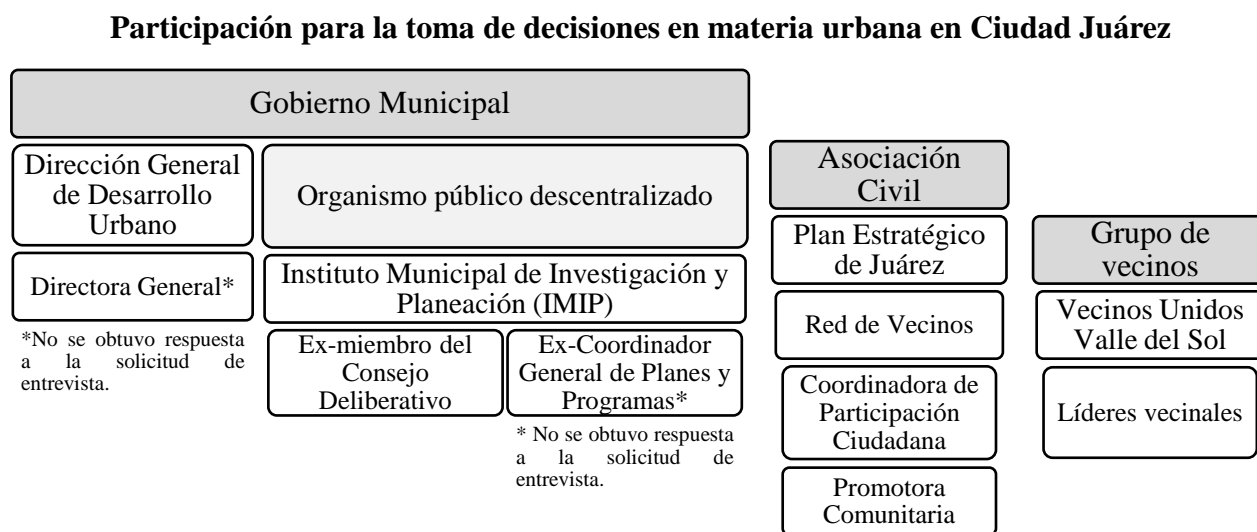 Participación para la toma de decisiones en materia urbana en Ciudad Juárez
Gobierno Municipal
Dirección General
de Desarrollo
Urbano
Directora General*
*No se obtuvo respuesta
a la solicitud de
entrevista.
Organismo público descentralizado
Instituto Municipal de Investigación y
Planeación (IMIP)
Ex-miembro del
Consejo
Deliberativo
Ex-Coordinador
General de Planes y
Programas*
* No se obtuvo respuesta
a la solicitud de
entrevista.
Asociación
Civil
Plan Estratégico
de Juárez
Red de Vecinos
Coordinadora de
Participación
Ciudadana
Promotora
Comunitaria
Grupo de
vecinos
Vecinos Unidos
Valle del Sol
Líderes vecinales